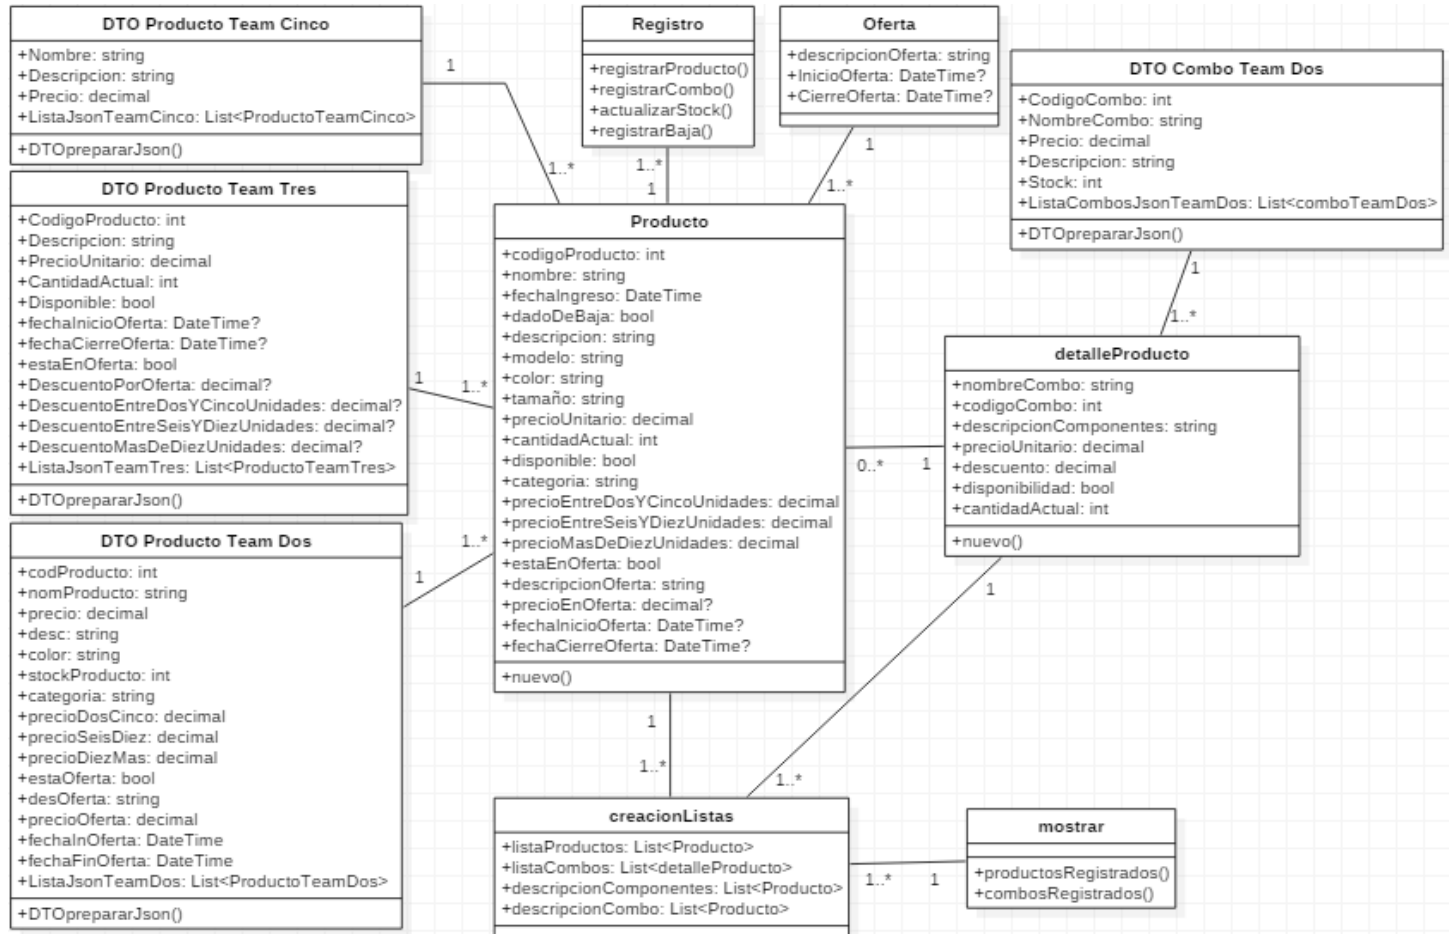 DTO Producto Team Cinco
+Nombre: string
+Descripcion: string
+Precio: decimal
+ListaJsonTeamCinco: List<ProductoTeamCinco>
+DTOprepararJson()
Registro
+registrarProducto()
+registrarCombo()
+actualizarStock()
+registrarBaja()
Oferta
+descripcionOferta: string
+InicioOferta: DateTime?
+CierreOferta: DateTime?
DTO Combo Team Dos
+CodigoCombo: int
+NombreCombo: string
+Precio: decimal
+Descripcion: string
+Stock: int
+ListaCombosJsonTeamDos: List<comboTeamDos>
+DTOprepararJson()
1
1..*
1..*
1
1
1..*
1
1..*
DTO Producto Team Tres
+CodigoProducto: int
+Descripcion: string
+PrecioUnitario: decimal
+CantidadActual: int
+Disponible: bool
+fechaInicioOferta: DateTime?
+fechaCierreOferta: DateTime?
+estaEnOferta: bool
+DescuentoPorOferta: decimal?
+DescuentoEntreDosYCincoUnidades: decimal?
+DescuentoEntreSeisYDiezUnidades: decimal?
+DescuentoMasDeDiezUnidades: decimal?
+ListaJsonTeamTres: List<ProductoTeamTres>
+DTOprepararJson()
1
1..*
Producto
+codigoProducto: int
+nombre: string
+fechaIngreso: DateTime
+dadoDeBaja: bool
+descripcion: string
+modelo: string
+color: string
+tamaño: string
+precioUnitario: decimal
+cantidadActual: int
+disponible: bool
+categoria: string
+precioEntreDosYCincoUnidades: decimal
+precioEntreSeisYDiezUnidades: decimal
+precioMasDeDiezUnidades: decimal
+estaEnOferta: bool
+descripcionOferta: string
+precioEnOferta: decimal?
+fechaInicioOferta: DateTime?
+fechaCierreOferta: DateTime?
+nuevo()
0..*
1
detalleProducto
+nombreCombo: string
+codigoCombo: int
+descripcionComponentes: string
+precioUnitario: decimal
+descuento: decimal
+disponibilidad: bool
+cantidadActual: int
+nuevo()
DTO Producto Team Dos
+codProducto: int
+nomProducto: string
+precio: decimal
+desc: string
+color: string
+stockProducto: int
+categoria: string
+precioDosCinco: decimal
+precioSeisDiez: decimal
+precioDiezMas: decimal
+estaOferta: bool
+desOferta: string
+precioOferta: decimal
+fechaInOferta: DateTime
+fechaFinOferta: DateTime
+ListaJsonTeamDos: List<ProductoTeamDos>
+DTOprepararJson()
1..*
1
1
1
1..*
1..*
creacionListas
+listaProductos: List<Producto>
+listaCombos: List<detalleProducto>
+descripcionComponentes: List<Producto>
+descripcionCombo: List<Producto>
1..*
1
mostrar
+productosRegistrados()
+combosRegistrados()